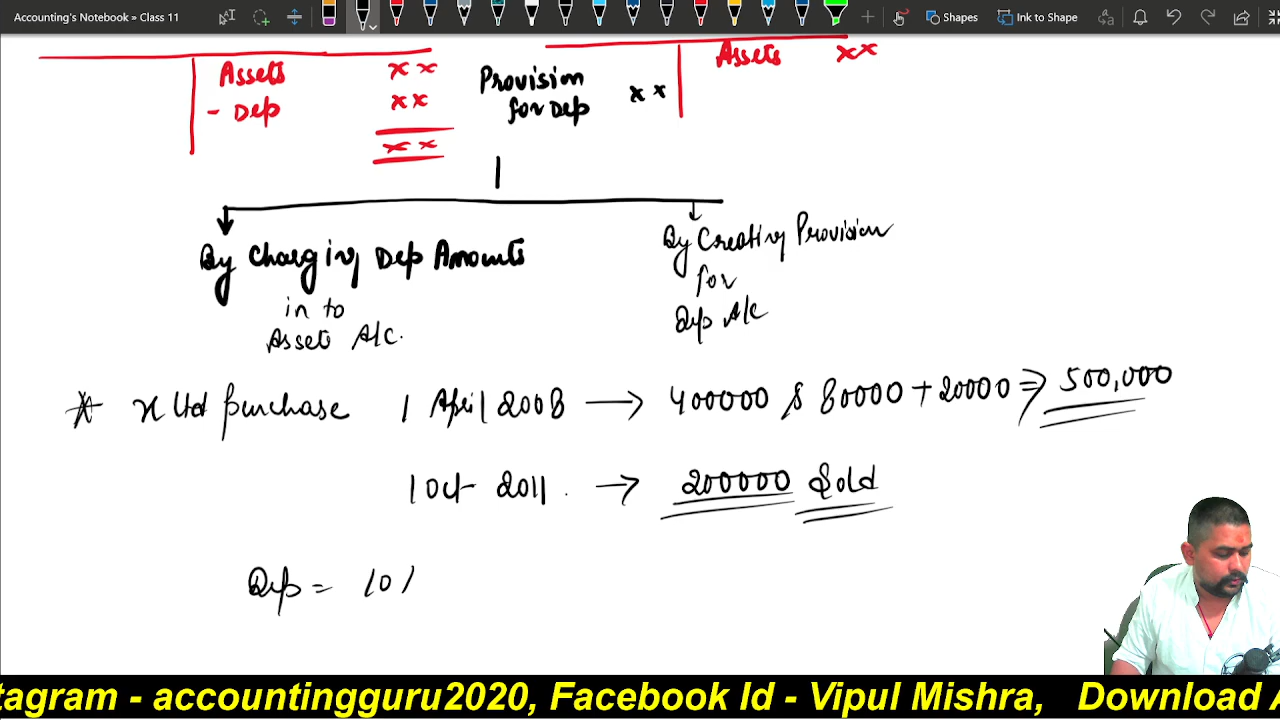 Accounting's Notebook » Class 11
Shapes
Ink to Shape
Assets xx
- Dep xx
xx
Provision for Dep xx
Assets xx
By Charging Dep Amounts
in to
Assets A/C.
By Creating Provision
for
Dep A/c
* x Ltd purchase 1 April 2008 → 400000 & 80000 + 20000 ⇒ 500,000
1 Oct 2011. → 200000 Sold
Dep = 10/
tagram - accountingguru2020, Facebook Id - Vipul Mishra, Download A